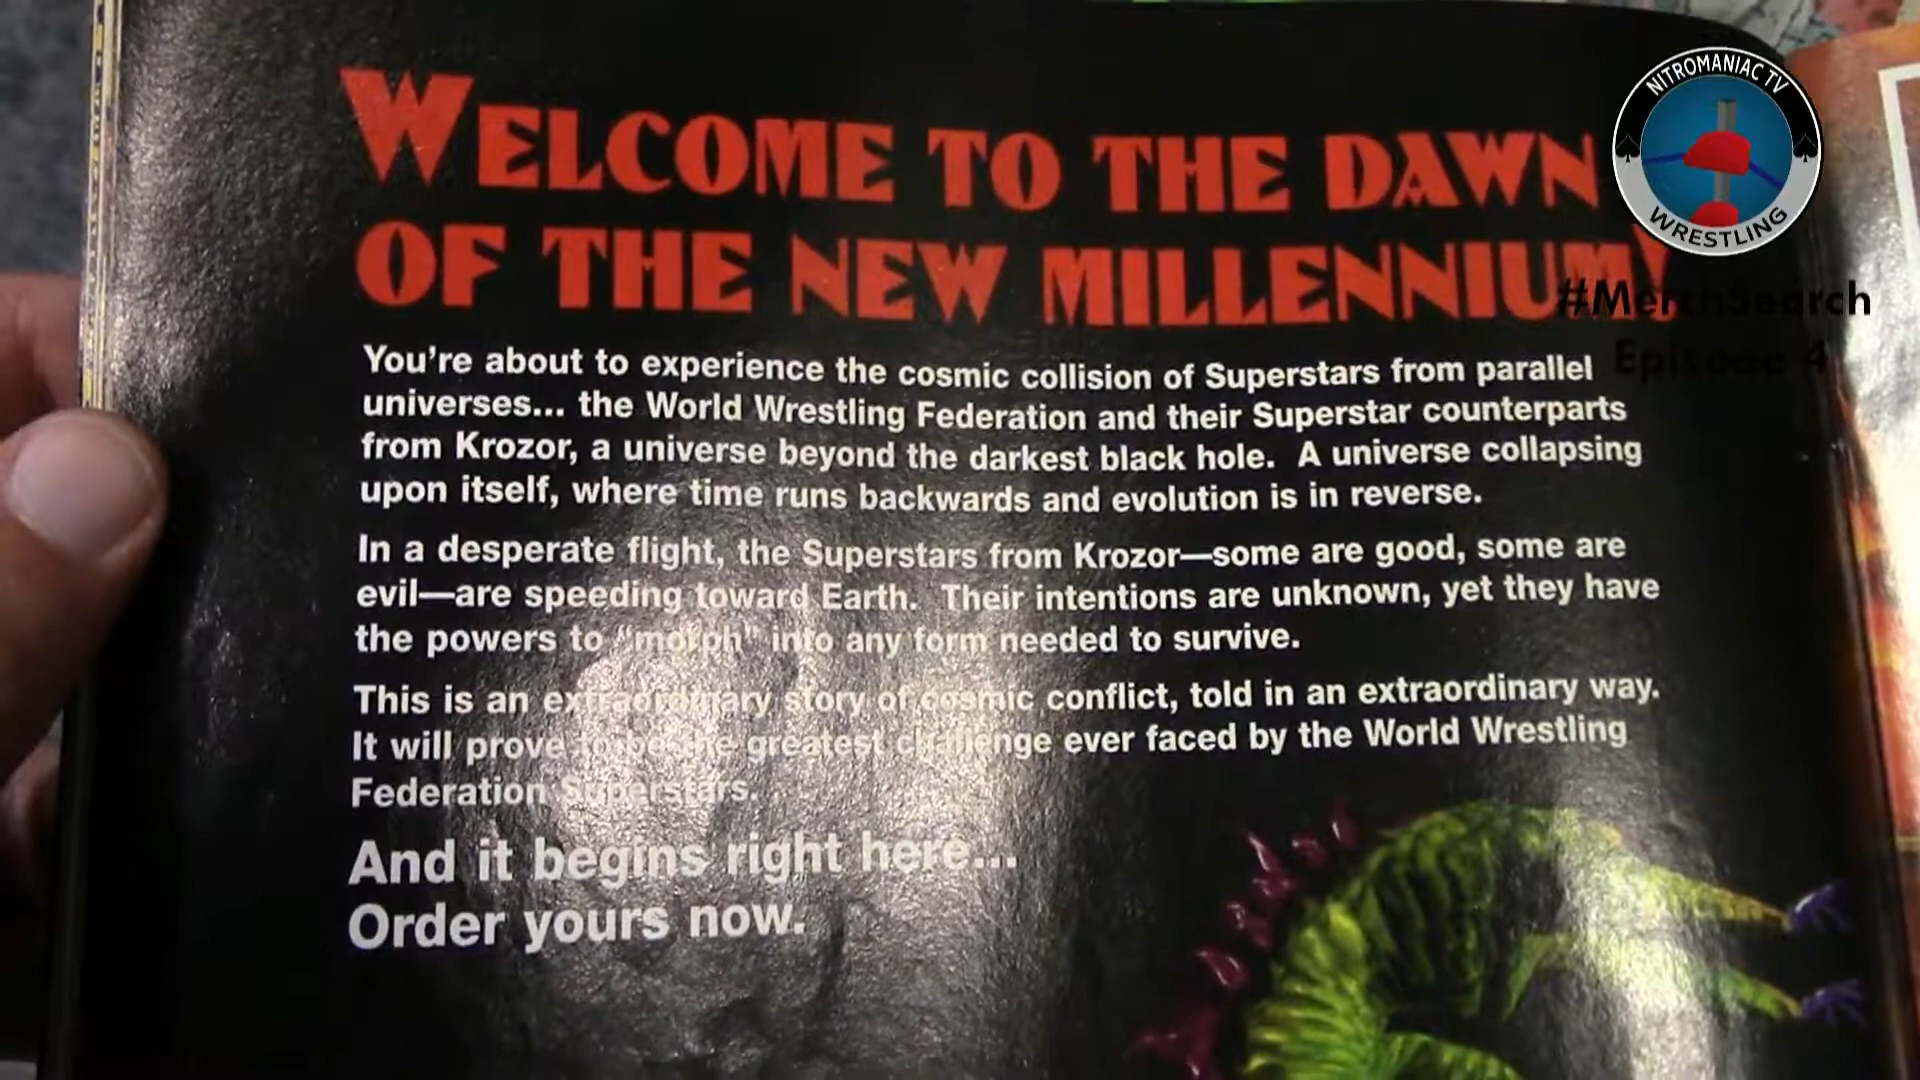 WELCOME TO THE DAWN
OF THE NEW MILLENNIUM!
You're about to experience the cosmic collision of Superstars from parallel
universes... the World Wrestling Federation and their Superstar counterparts
from Krozor, a universe beyond the darkest black hole. A universe collapsing
upon itself, where time runs backwards and evolution is in reverse.
In a desperate flight, the Superstars from Krozor—some are good, some are
evil—are speeding toward Earth. Their intentions are unknown, yet they have
the powers to "morph" into any form needed to survive.
This is an extraordinary story of cosmic conflict, told in an extraordinary way.
It will prove to be the greatest challenge ever faced by the World Wrestling
Federation Superstars.
And it begins right here...
Order yours now.
NITROMANIAC TV
WRESTLING
#MerchSearch
Episode 4